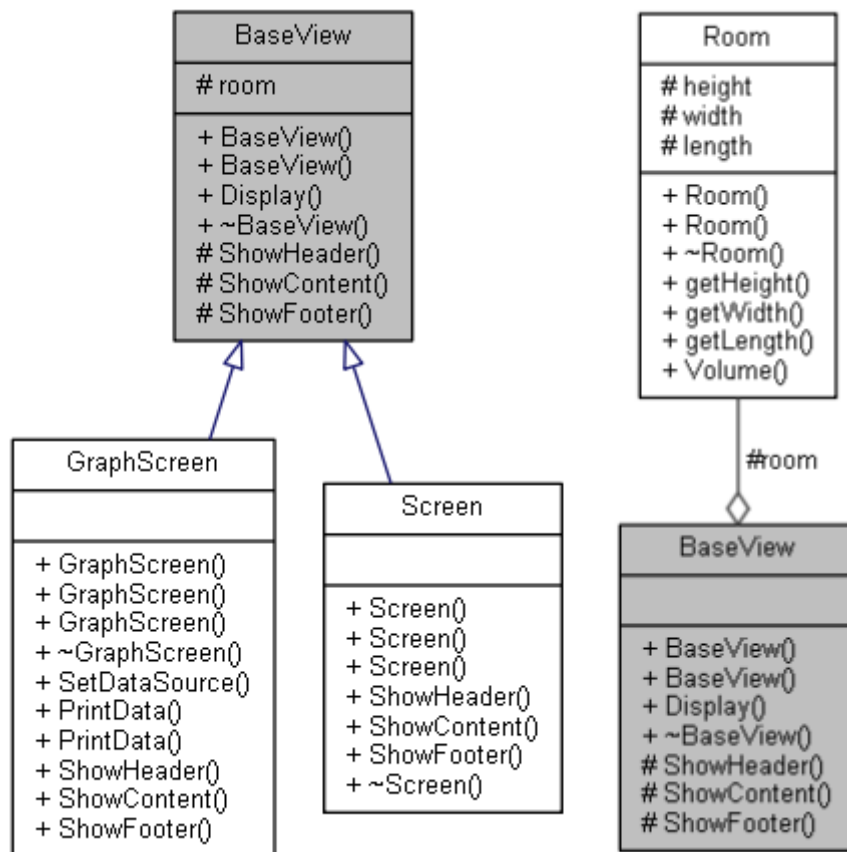 BaseView
# room
+ BaseView()
+ BaseView()
+ Display()
+ ~BaseView()
# ShowHeader()
# ShowContent()
# ShowFooter()
GraphScreen
+ GraphScreen()
+ GraphScreen()
+ GraphScreen()
+ ~GraphScreen()
+ SetDataSource()
+ PrintData()
+ PrintData()
+ ShowHeader()
+ ShowContent()
+ ShowFooter()
Screen
+ Screen()
+ Screen()
+ Screen()
+ ShowHeader()
+ ShowContent()
+ ShowFooter()
+ ~Screen()
Room
# height
# width
# length
+ Room()
+ Room()
+ ~Room()
+ getHeight()
+ getWidth()
+ getLength()
+ Volume()
#room
BaseView
+ BaseView()
+ BaseView()
+ Display()
+ ~BaseView()
# ShowHeader()
# ShowContent()
# ShowFooter()